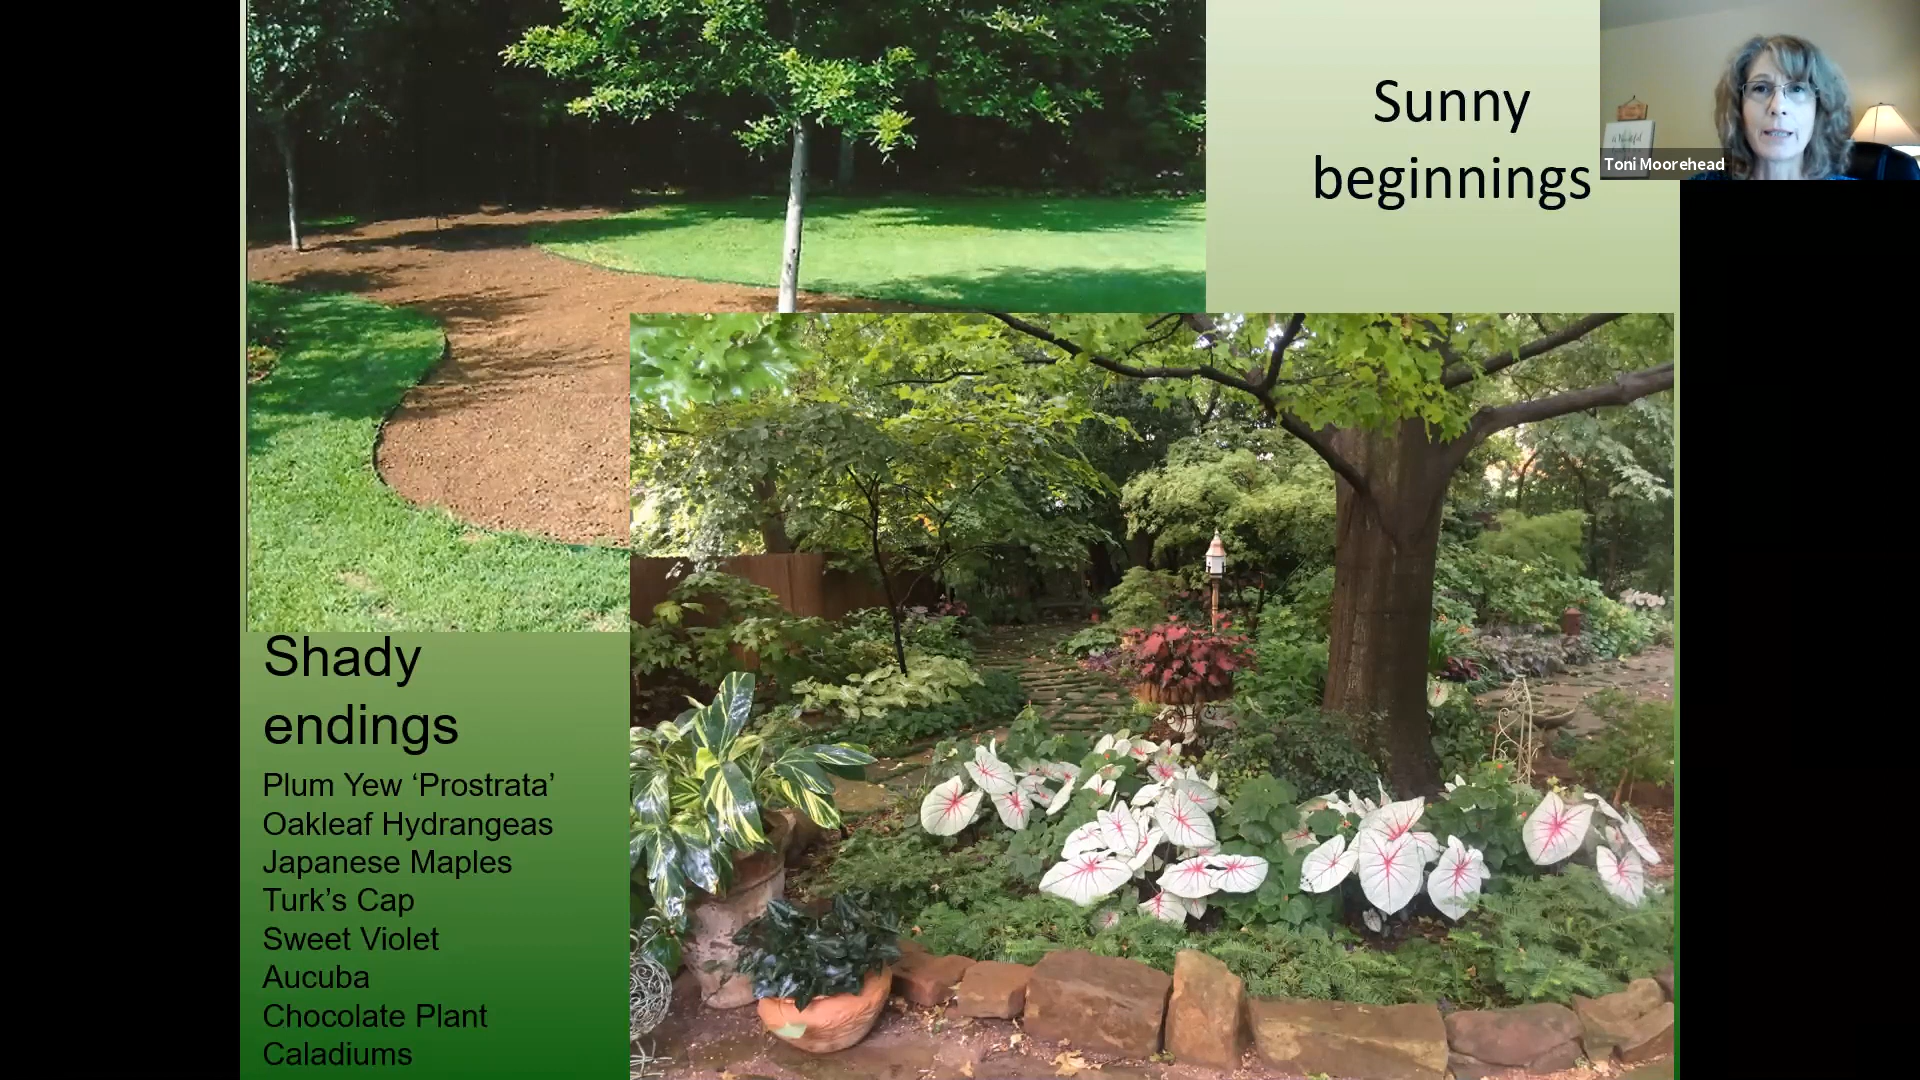 Sunny
beginnings
Toni Moorehead
Shady
endings
Plum Yew ‘Prostrata’
Oakleaf Hydrangeas
Japanese Maples
Turk’s Cap
Sweet Violet
Aucuba
Chocolate Plant
Caladiums